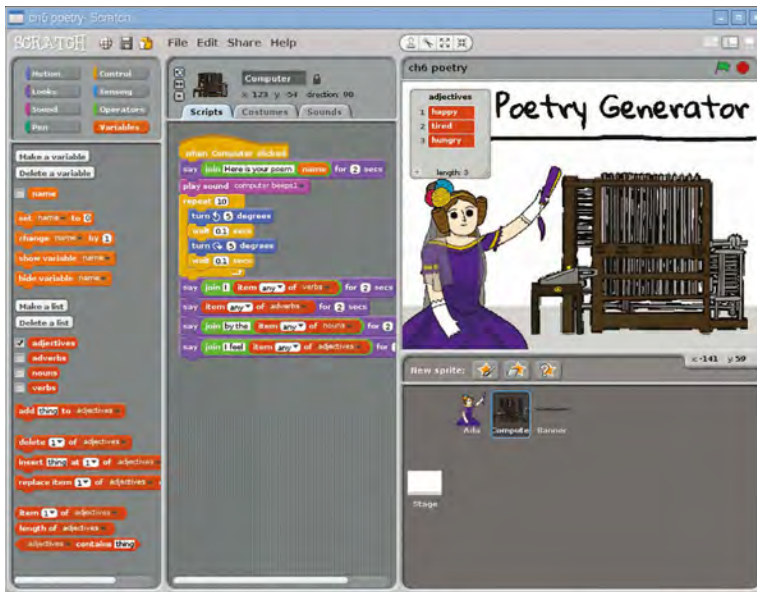 ch6 poetry- Scratch
SCRATCH File Edit Share Help
Motion Control
Looks Sensing
Sound Operators
Pen Variables
Make a variable
Delete a variable
name
set name to 0
change name by 1
show variable name
hide variable name
Make a list
Delete a list
adjectives
adverbs
nouns
verbs
add thing to adjectives
delete 1 of adjectives
insert thing at 1 of adjectives
replace item 1 of adjectives
item 1 of adjectives
length of adjectives
adjectives contains thing
Computer
x: 123 y: -54 direction: 90
Scripts Costumes Sounds
when Computer clicked
say join Here is your poem name for 2 secs
play sound computer beeps1
repeat 10
turn 5 degrees
wait 0.1 secs
turn 5 degrees
wait 0.1 secs
say join I item any of verbs for 2 secs
say item any of adverbs for 2 secs
say join by the item any of nouns for 2
say join I feel item any of adjectives for
ch6 poetry
adjectives
1 happy
2 tired
3 hungry
+ length: 3
Poetry Generator
x: -141 y: 59
New sprite:
Ada Compute Banner
Stage